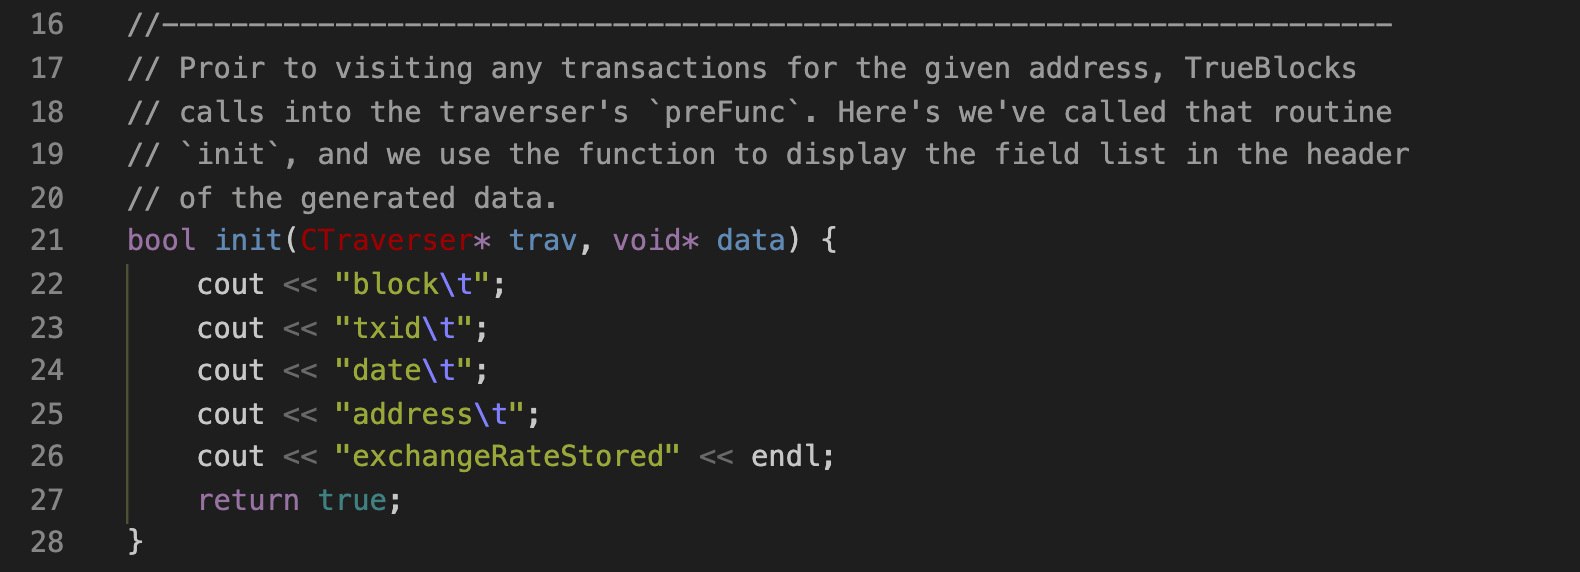 16 //-----------------------------------------------------------------------
17 // Proir to visiting any transactions for the given address, TrueBlocks
18 // calls into the traverser's `preFunc`. Here's we've called that routine
19 // `init`, and we use the function to display the field list in the header
20 // of the generated data.
21 bool init(CTraverser* trav, void* data) {
22     cout << "block\t";
23     cout << "txid\t";
24     cout << "date\t";
25     cout << "address\t";
26     cout << "exchangeRateStored" << endl;
27     return true;
28 }